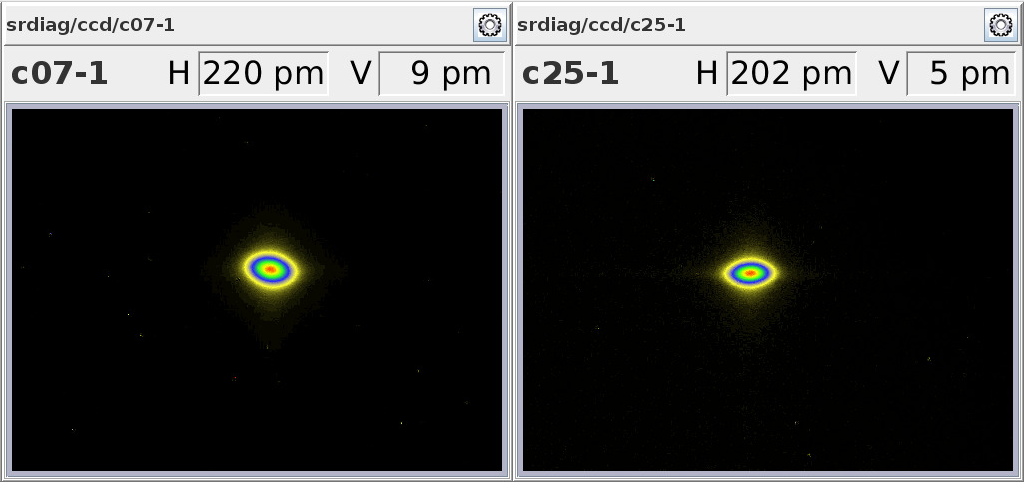 srdiag/ccd/c07-1
c07-1 H 220 pm V 9 pm
srdiag/ccd/c25-1
c25-1 H 202 pm V 5 pm